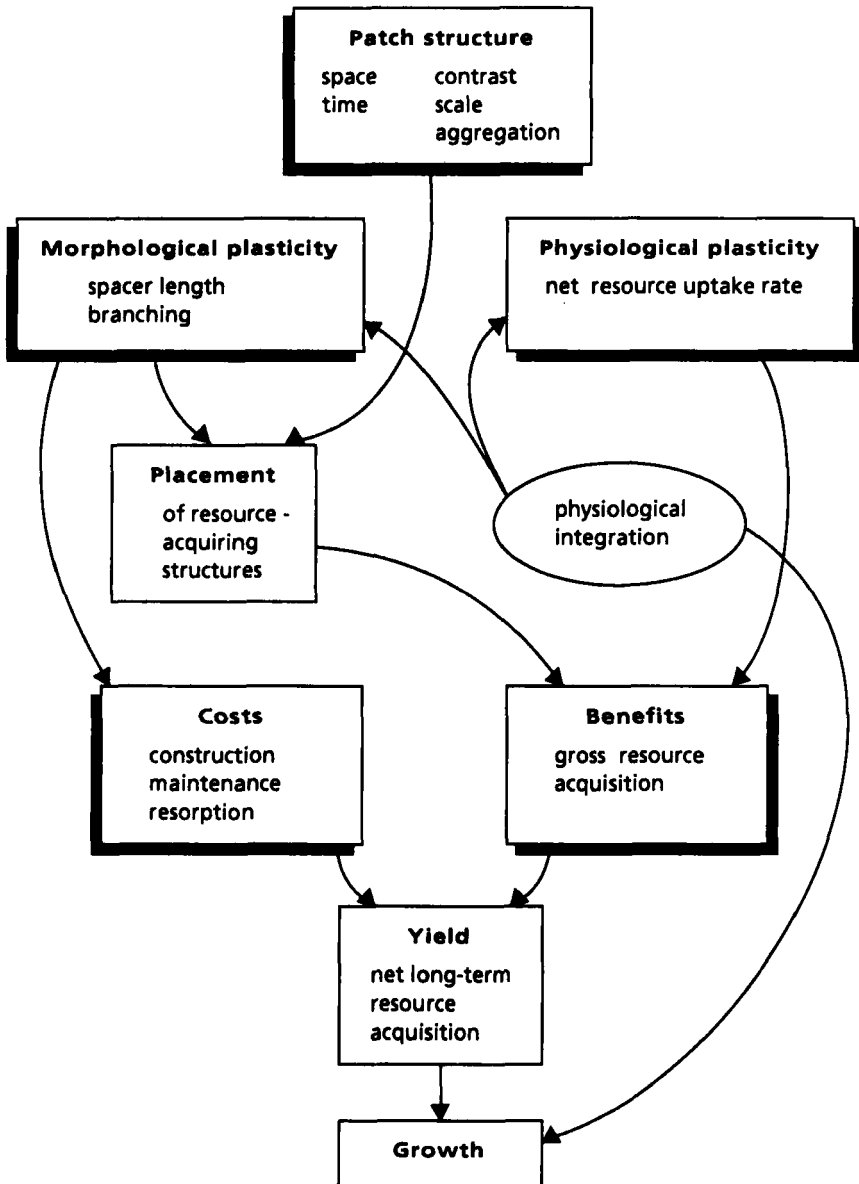 Patch structure
space contrast
time scale
aggregation
Morphological plasticity
spacer length
branching
Physiological plasticity
net resource uptake rate
Placement
of resource -
acquiring
structures
physiological
integration
Costs
construction
maintenance
resorption
Benefits
gross resource
acquisition
Yield
net long-term
resource
acquisition
Growth